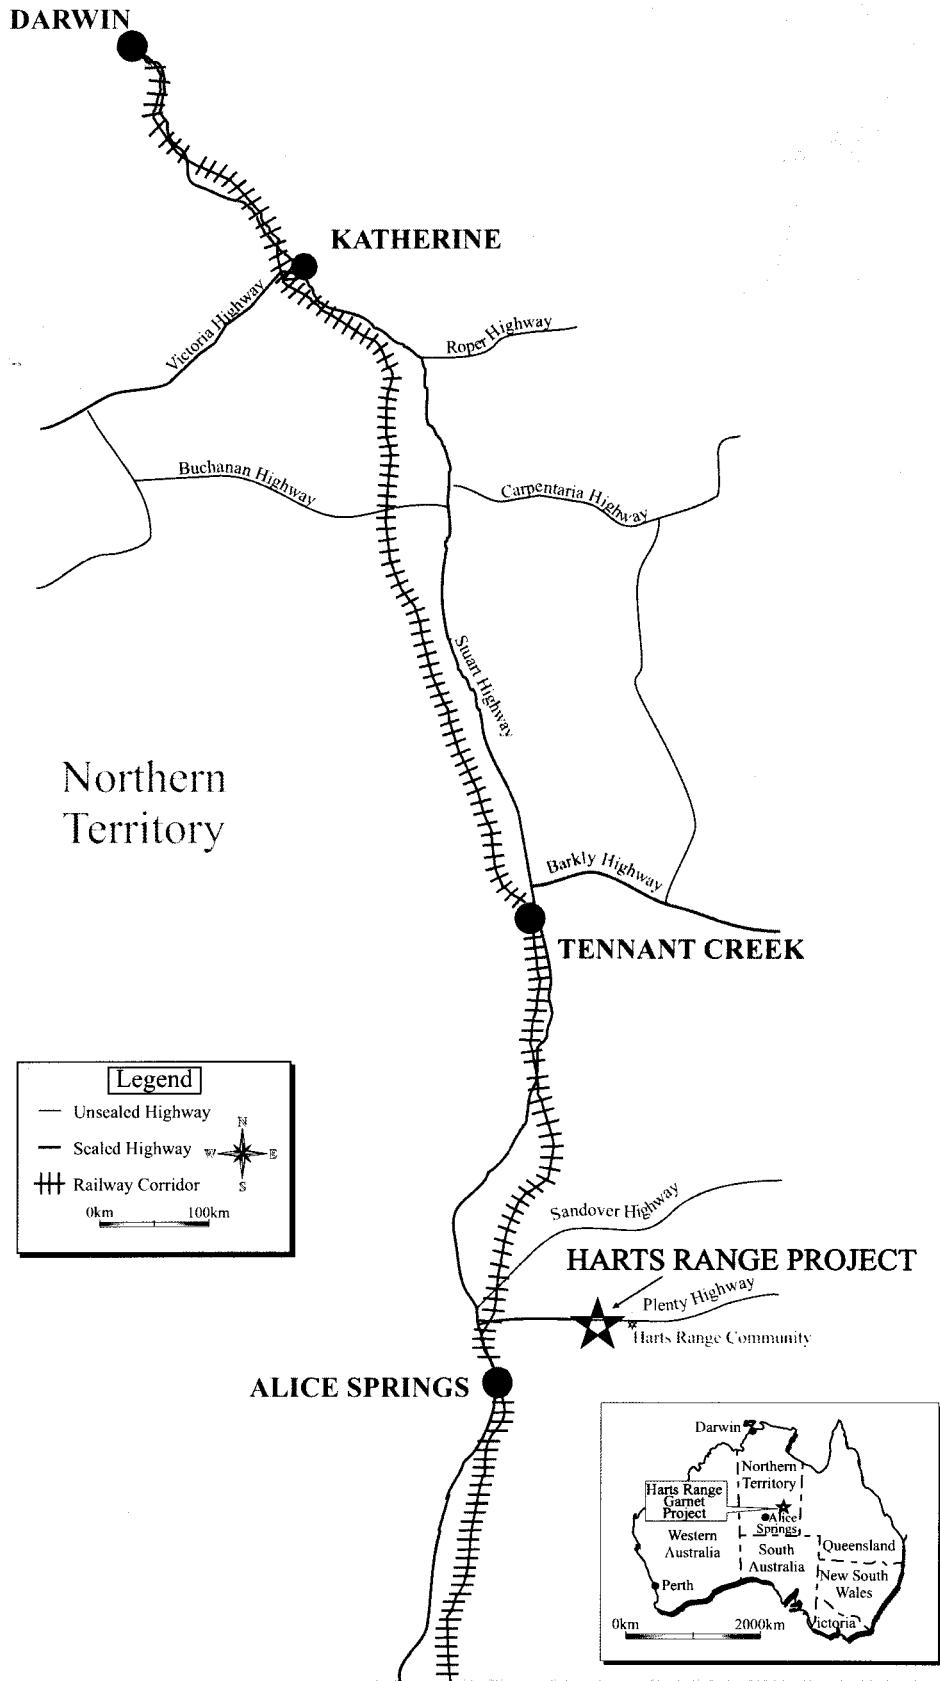 DARWIN
KATHERINE
Victoria Highway
Roper Highway
Buchanan Highway
Carpentaria Highway
Stuart Highway
Northern
Territory
Barkly Highway
TENNANT CREEK
Legend
Unsealed Highway
Sealed Highway
Railway Corridor
N
W
E
S
0km
100km
Sandover Highway
HARTS RANGE PROJECT
Plenty Highway
Harts Range Community
ALICE SPRINGS
Darwin
Northern
Territory
Harts Range
Garnet
Project
Alice
Springs
Western
Australia
South
Australia
Queensland
New South
Wales
Perth
Victoria
0km
2000km